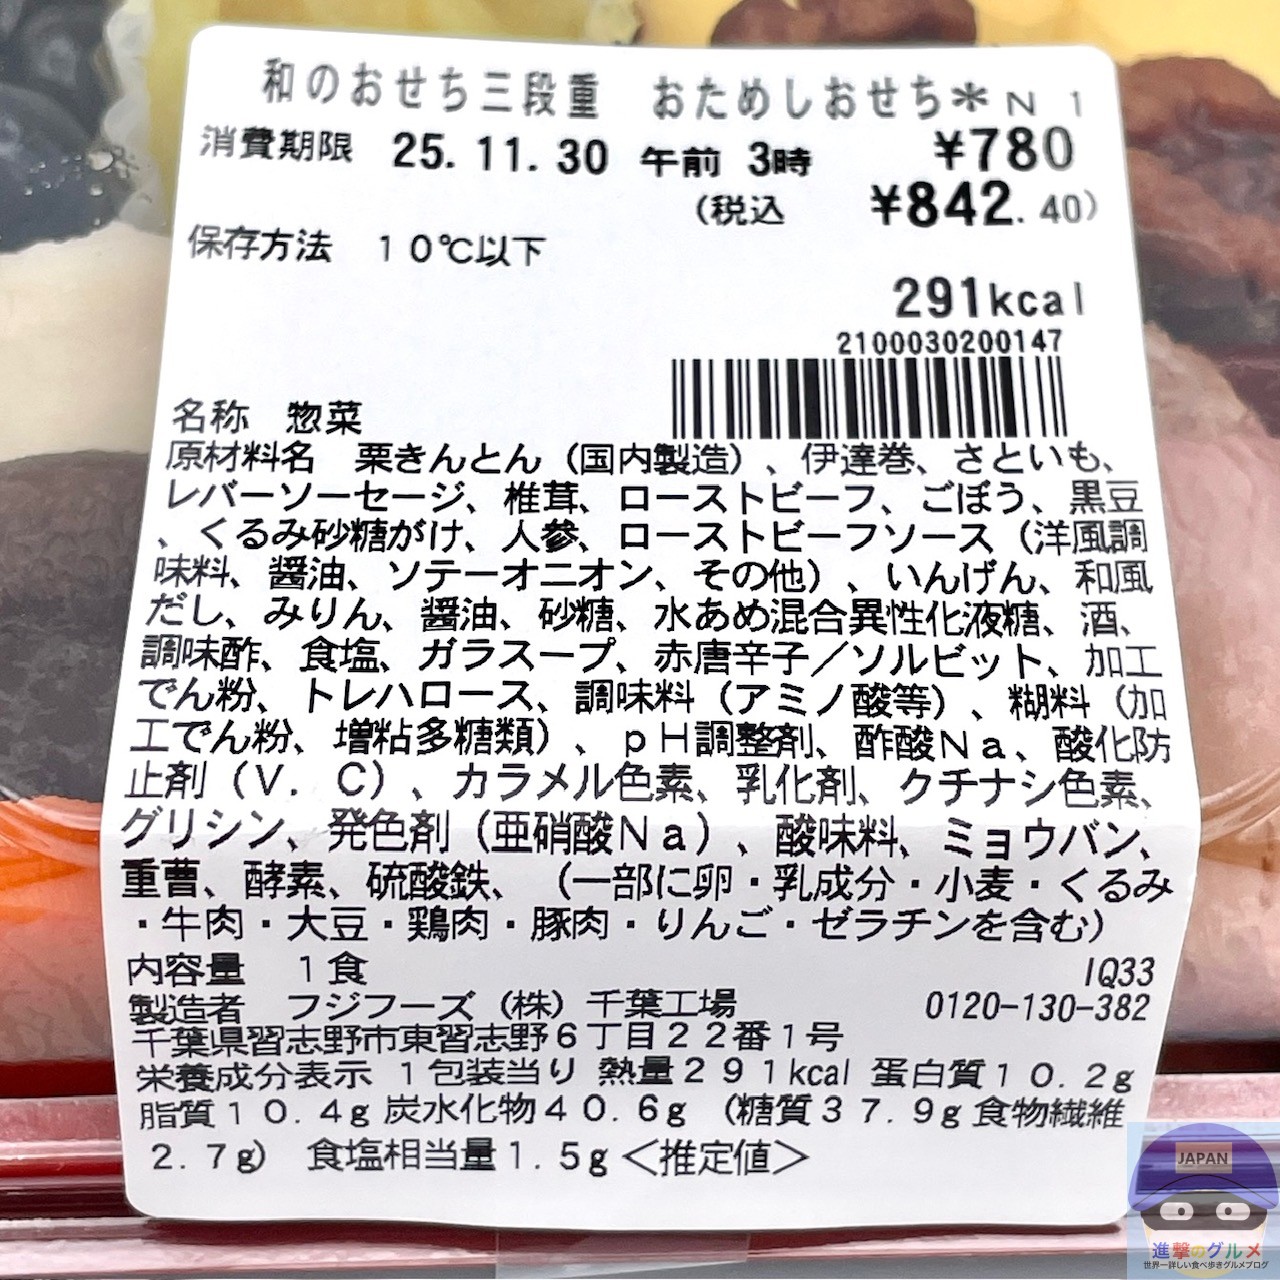 和のおせち三段重 おためしおせち＊N1
消費期限 25.11.30 午前 3時 ¥780
(税込 ¥842.40)
保存方法 10℃以下
291kcal
2100030200147
名称 惣菜
原材料名 栗きんとん（国内製造）、伊達巻、さといも、
レバーソーセージ、椎茸、ローストビーフ、ごぼう、黒豆
、くるみ砂糖がけ、人参、ローストビーフソース（洋風調
味料、醤油、ソテーオニオン、その他）、いんげん、和風
だし、みりん、醤油、砂糖、水あめ混合異性化液糖、酒、
調味酢、食塩、ガラスープ、赤唐辛子／ソルビット、加工
でん粉、トレハロース、調味料（アミノ酸等）、糊料（加
工でん粉、増粘多糖類）、ｐＨ調整剤、酢酸Ｎａ、酸化防
止剤（Ｖ．Ｃ）、カラメル色素、乳化剤、クチナシ色素、
グリシン、発色剤（亜硝酸Ｎａ）、酸味料、ミョウバン、
重曹、酵素、硫酸鉄、（一部に卵・乳成分・小麦・くるみ
・牛肉・大豆・鶏肉・豚肉・りんご・ゼラチンを含む）
内容量 1食 IQ33
製造者 フジフーズ（株）千葉工場 0120-130-382
千葉県習志野市東習志野６丁目２２番１号
栄養成分表示 １包装当り 熱量２９１kcal 蛋白質１０．２g
脂質１０．４g 炭水化物４０．６g（糖質３７．９g 食物繊維
２．７g） 食塩相当量１．５g＜推定値＞
JAPAN
進撃のグルメ
世界一詳しい食べ歩きグルメブログ